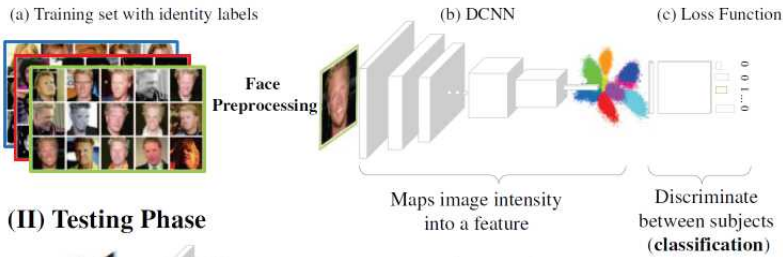 (a) Training set with identity labels
(b) DCNN
(c) Loss Function
Face
Preprocessing
0 0 1 ... 0
Maps image intensity
into a feature
Discriminate
between subjects
(classification)
(II) Testing Phase